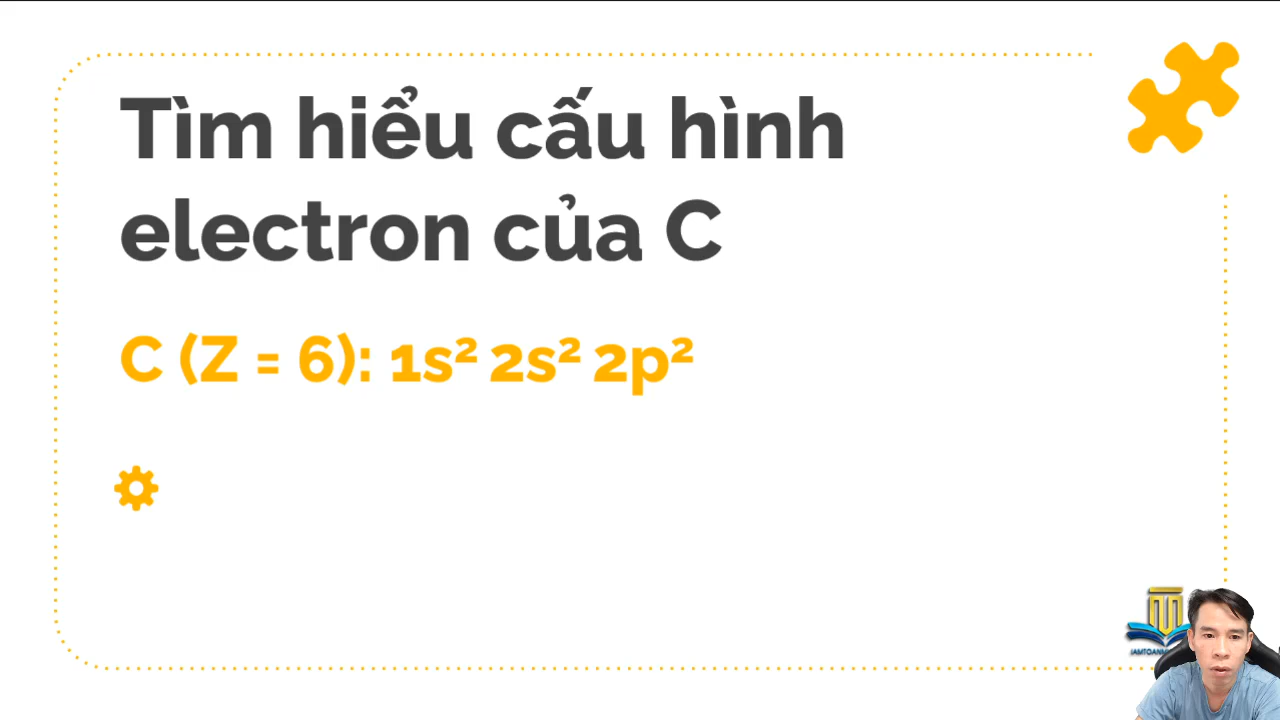 Tìm hiểu cấu hình
electron của C
C (Z = 6): 1s² 2s² 2p²